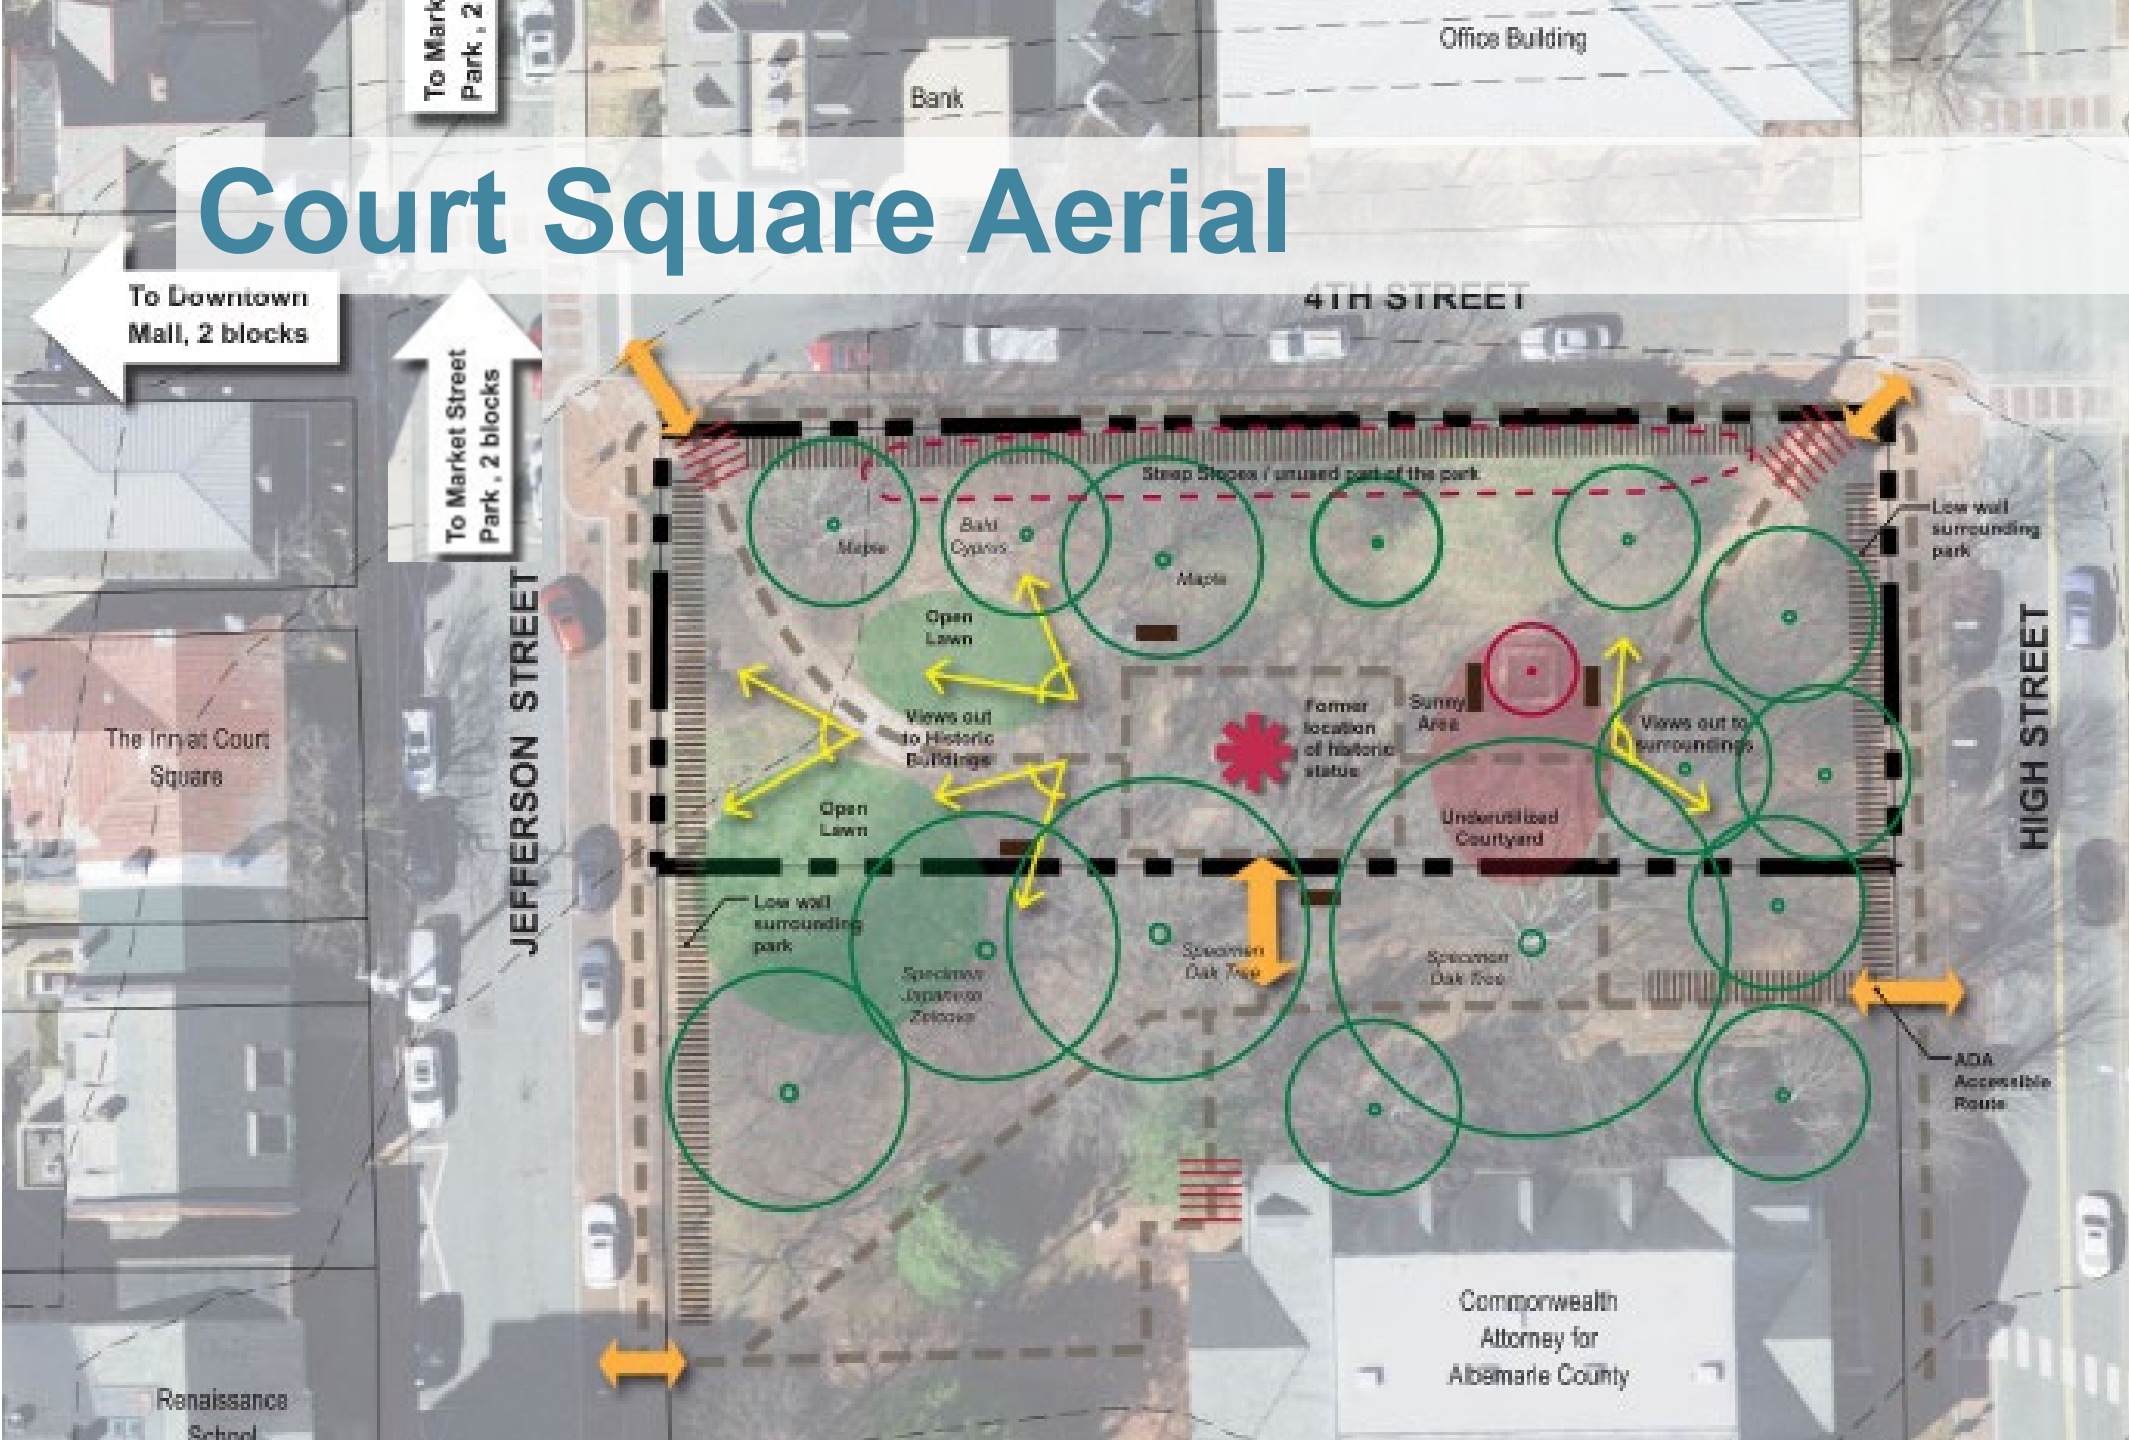 To Mark
Park , 2
Office Building
Bank
Court Square Aerial
To Downtown
Mall, 2 blocks
4TH STREET
To Market Street
Park , 2 blocks
Steep Slopes / unused part of the park
Low wall
surrounding
park
Maple
Bald
Cyprus
Maple
Open
Lawn
JEFFERSON STREET
HIGH STREET
Views out
to Historic
Buildings
Former
location
of historic
statue
Sunny
Area
Views out to
surroundings
The Inn at Court
Square
Open
Lawn
Underutilized
Courtyard
Low wall
surrounding
park
Specimen
Japanese
Zelcova
Specimen
Oak Tree
Specimen
Oak Tree
ADA
Accessible
Route
Commonwealth
Attorney for
Albemarle County
Renaissance
School